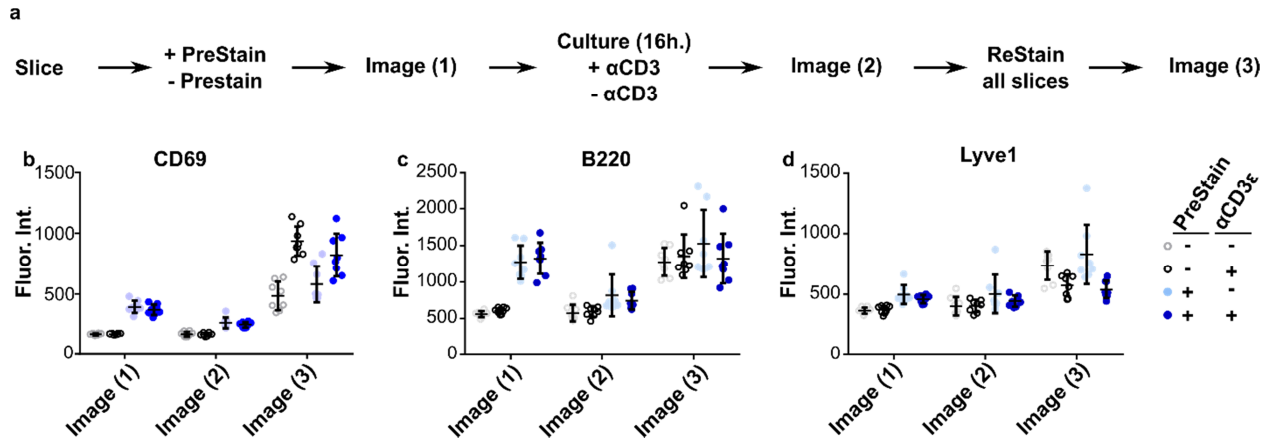 a
Slice
+ PreStain
- Prestain
Image (1)
Culture (16h.)
+ αCD3
- αCD3
Image (2)
ReStain
all slices
Image (3)
b
CD69
Fluor. Int.
1500
1000
500
0
Image (1)
Image (2)
Image (3)
c
B220
Fluor. Int.
2500
2000
1500
1000
500
0
Image (1)
Image (2)
Image (3)
d
Lyve1
Fluor. Int.
1500
1000
500
0
Image (1)
Image (2)
Image (3)
PreStain αCD3ε
- -
- +
+ -
+ +